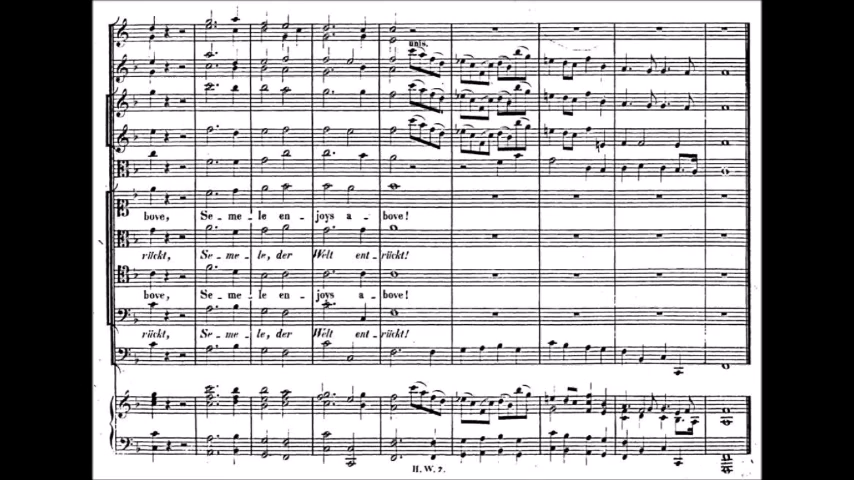 unis.
bove, Se - me - le en - joys a - bove!
rückt, Se - me - le, der Welt ent - rückt!
bove, Se - me - le en - joys a - bove!
rückt, Se - me - le, der Welt ent - rückt!
H. W. 7.